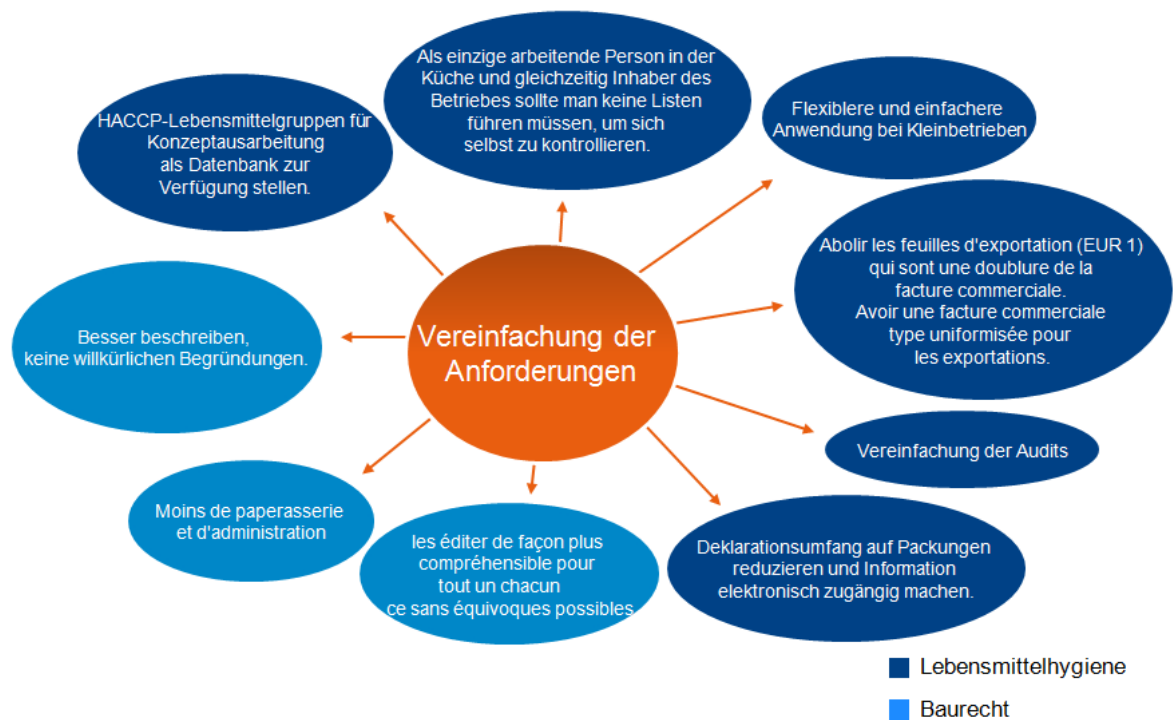 Als einzige arbeitende Person in der
Küche und gleichzeitig Inhaber des
Betriebes sollte man keine Listen
führen müssen, um sich
selbst zu kontrollieren.
HACCP-Lebensmittelgruppen für
Konzeptausarbeitung
als Datenbank zur
Verfügung stellen.
Flexiblere und einfachere
Anwendung bei Kleinbetrieben
Abolir les feuilles d'exportation (EUR 1)
qui sont une doublure de la
facture commerciale.
Avoir une facture commerciale
type uniformisée pour
les exportations.
Vereinfachung der
Anforderungen
Besser beschreiben,
keine willkürlichen Begründungen.
Vereinfachung der Audits
Moins de paperasserie
et d'administration
les éditer de façon plus
compréhensible pour
tout un chacun
ce sans équivoques possibles.
Deklarationsumfang auf Packungen
reduzieren und Information
elektronisch zugängig machen.
Lebensmittelhygiene
Baurecht